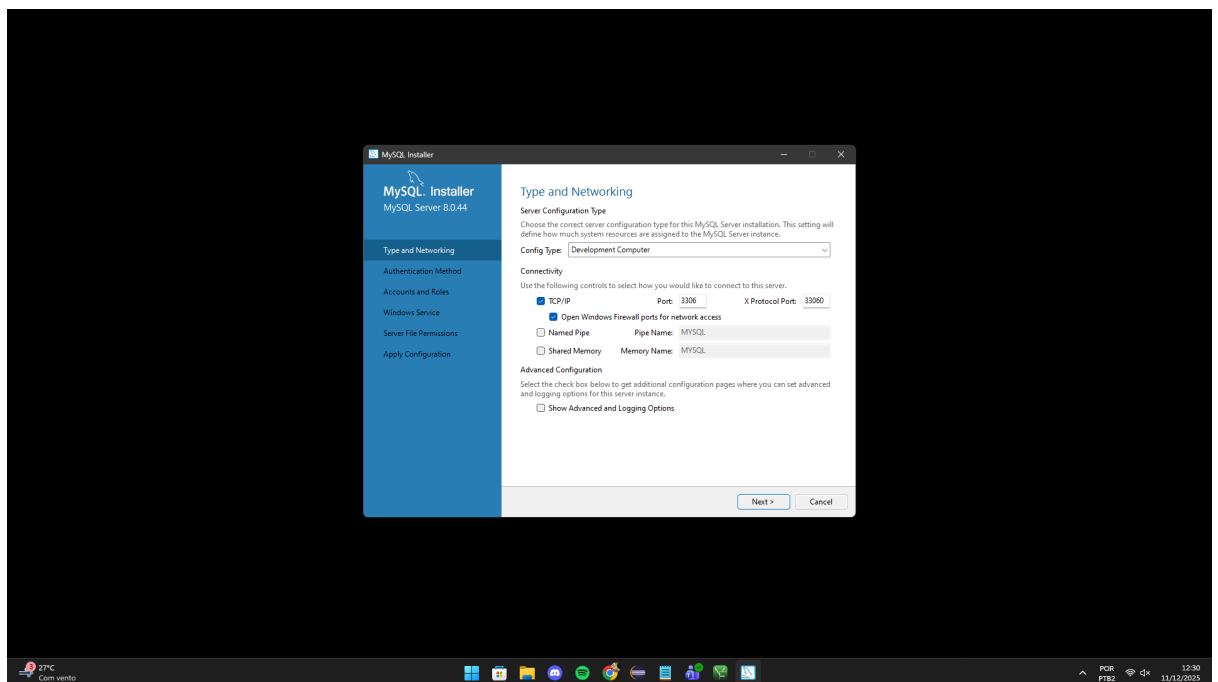 MySQL Installer
MySQL. Installer
MySQL Server 8.0.44
Type and Networking
Authentication Method
Accounts and Roles
Windows Service
Server File Permissions
Apply Configuration
Type and Networking
Server Configuration Type
Choose the correct server configuration type for this MySQL Server installation. This setting will
define how much system resources are assigned to the MySQL Server instance.
Config Type: Development Computer
Connectivity
Use the following controls to select how you would like to connect to this server.
TCP/IP Port: 3306 X Protocol Port: 33060
Open Windows Firewall ports for network access
Named Pipe Pipe Name: MYSQL
Shared Memory Memory Name: MYSQL
Advanced Configuration
Select the check box below to get additional configuration pages where you can set advanced
and logging options for this server instance.
Show Advanced and Logging Options
Next > Cancel
3
27°C
Com vento
POR
PTB2
12:30
11/12/2025